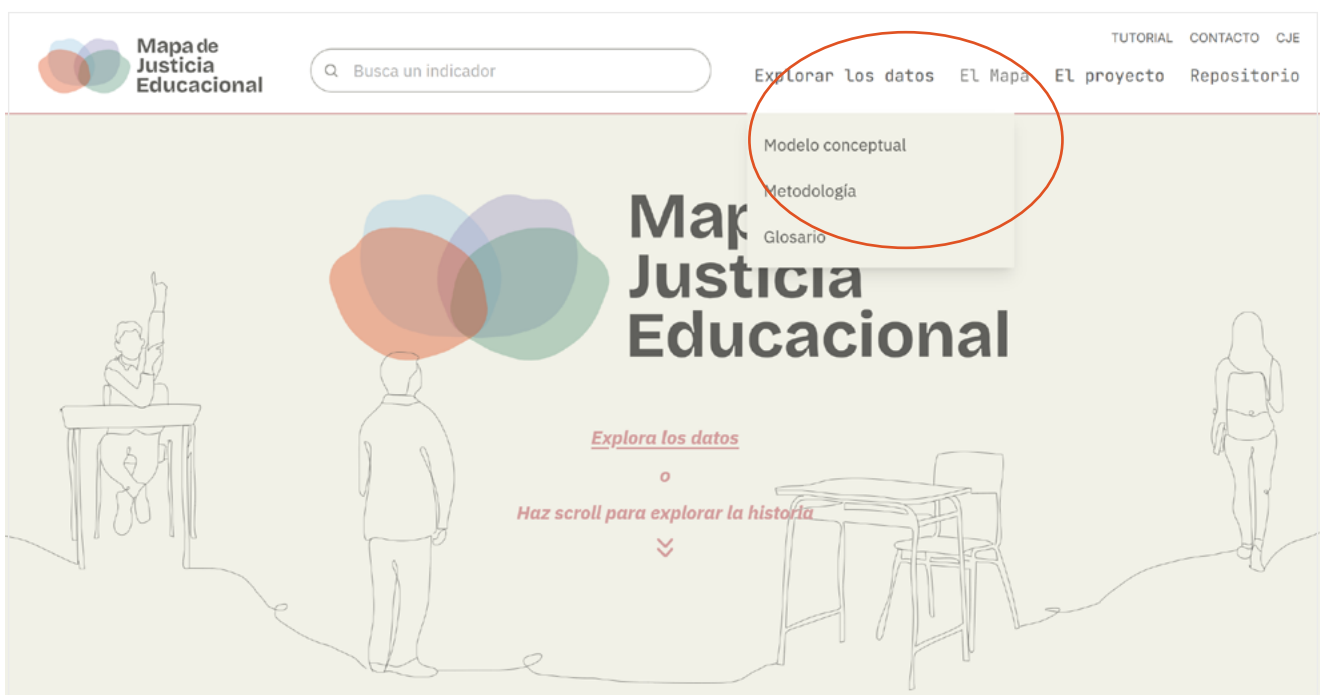 Mapa de
Justicia
Educacional
Busca un indicador
TUTORIAL CONTACTO CJE
Explorar los datos El Mapa El proyecto Repositorio
Modelo conceptual
Metodología
Glosario
Justicia
Educacional
Explora los datos
o
Haz scroll para explorar la historia